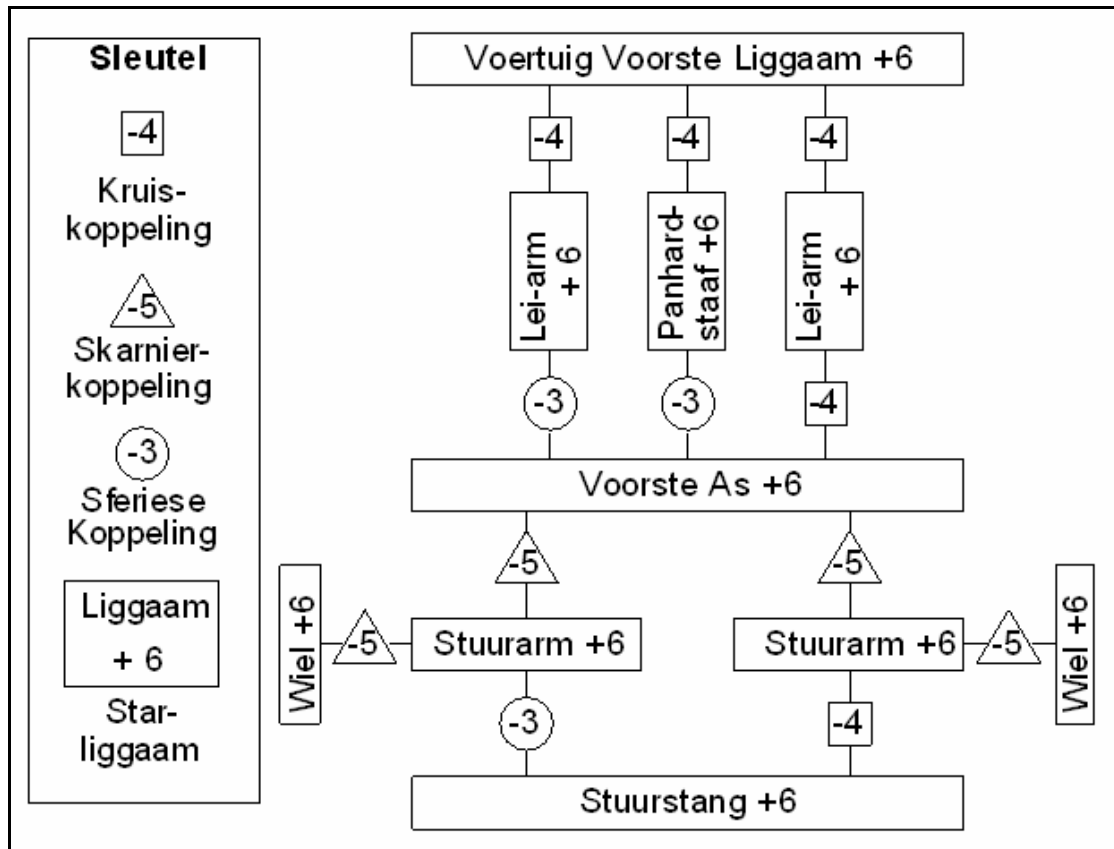 Sleutel
-4
Kruis-
koppeling
-5
Skarnier-
koppeling
-3
Sferiese
Koppeling
Liggaam
+ 6
Star-
liggaam
Voertuig Voorste Liggaam +6
-4
-4
-4
Lei-arm
+ 6
Panhard-
staaf +6
Lei-arm
+ 6
-3
-3
-4
Voorste As +6
-5
-5
Wiel +6
-5
Stuurarm +6
Stuurarm +6
-5
Wiel +6
-3
-4
Stuurstang +6